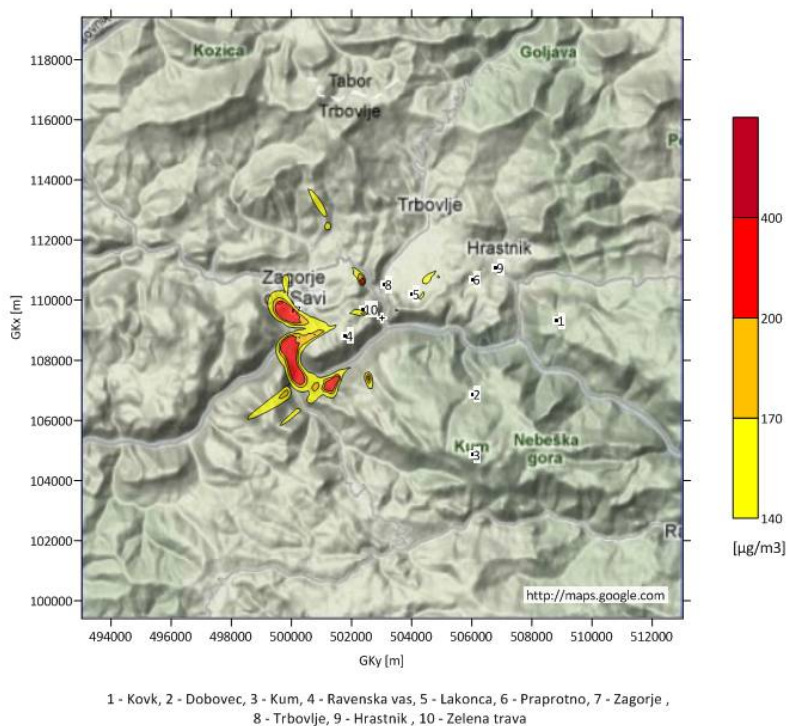 118000
116000
114000
112000
110000
108000
106000
104000
102000
100000
GKx [m]
Kozica
Goljava
Tabor
Trbovlje
Trbovlje
Hrastnik
Zagorje
Savi
9
6
8
5
10
7
1
4
2
Kum
3
Nebeška
gora
http://maps.google.com
494000 496000 498000 500000 502000 504000 506000 508000 510000 512000
GKy [m]
400
200
170
140
[µg/m3]
1 - Kovk, 2 - Dobovec, 3 - Kum, 4 - Ravenska vas, 5 - Lakonca, 6 - Praprotno, 7 - Zagorje ,
8 - Trbovlje, 9 - Hrastnik , 10 - Zelena trava